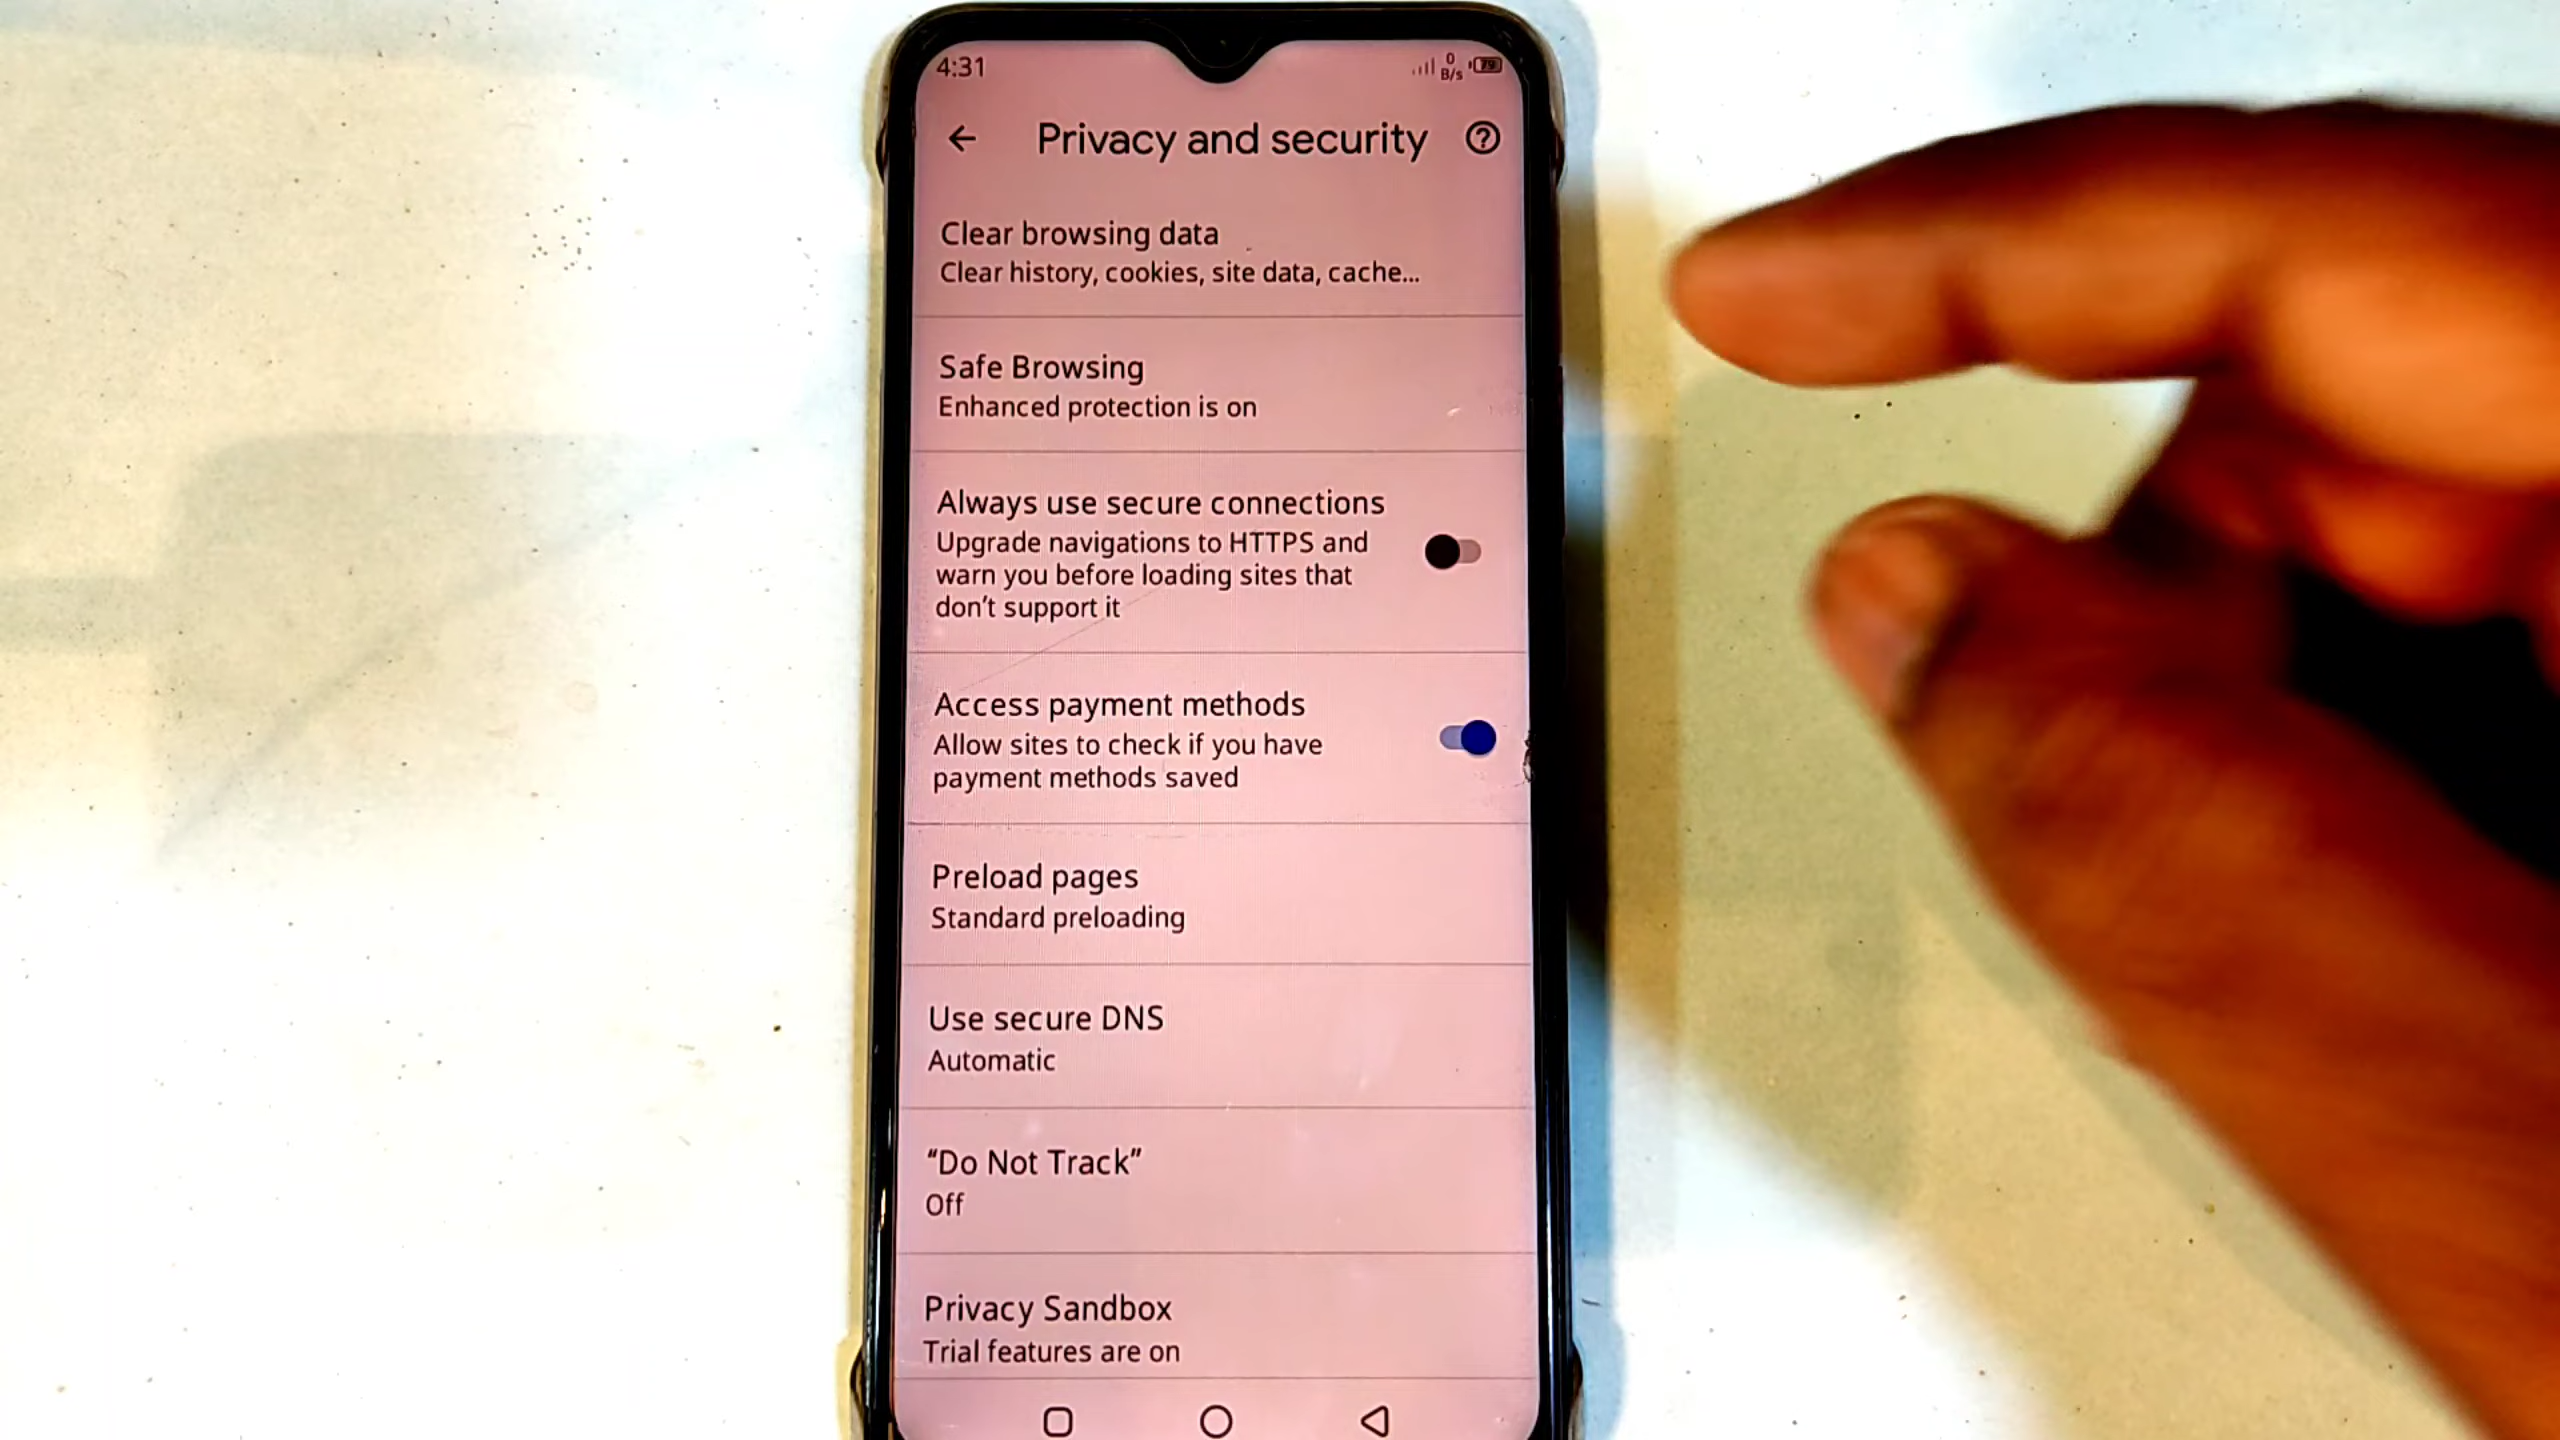 4:31
0
B/s
79
Privacy and security
Clear browsing data
Clear history, cookies, site data, cache...
Safe Browsing
Enhanced protection is on
Always use secure connections
Upgrade navigations to HTTPS and
warn you before loading sites that
don't support it
Access payment methods
Allow sites to check if you have
payment methods saved
Preload pages
Standard preloading
Use secure DNS
Automatic
“Do Not Track”
Off
Privacy Sandbox
Trial features are on